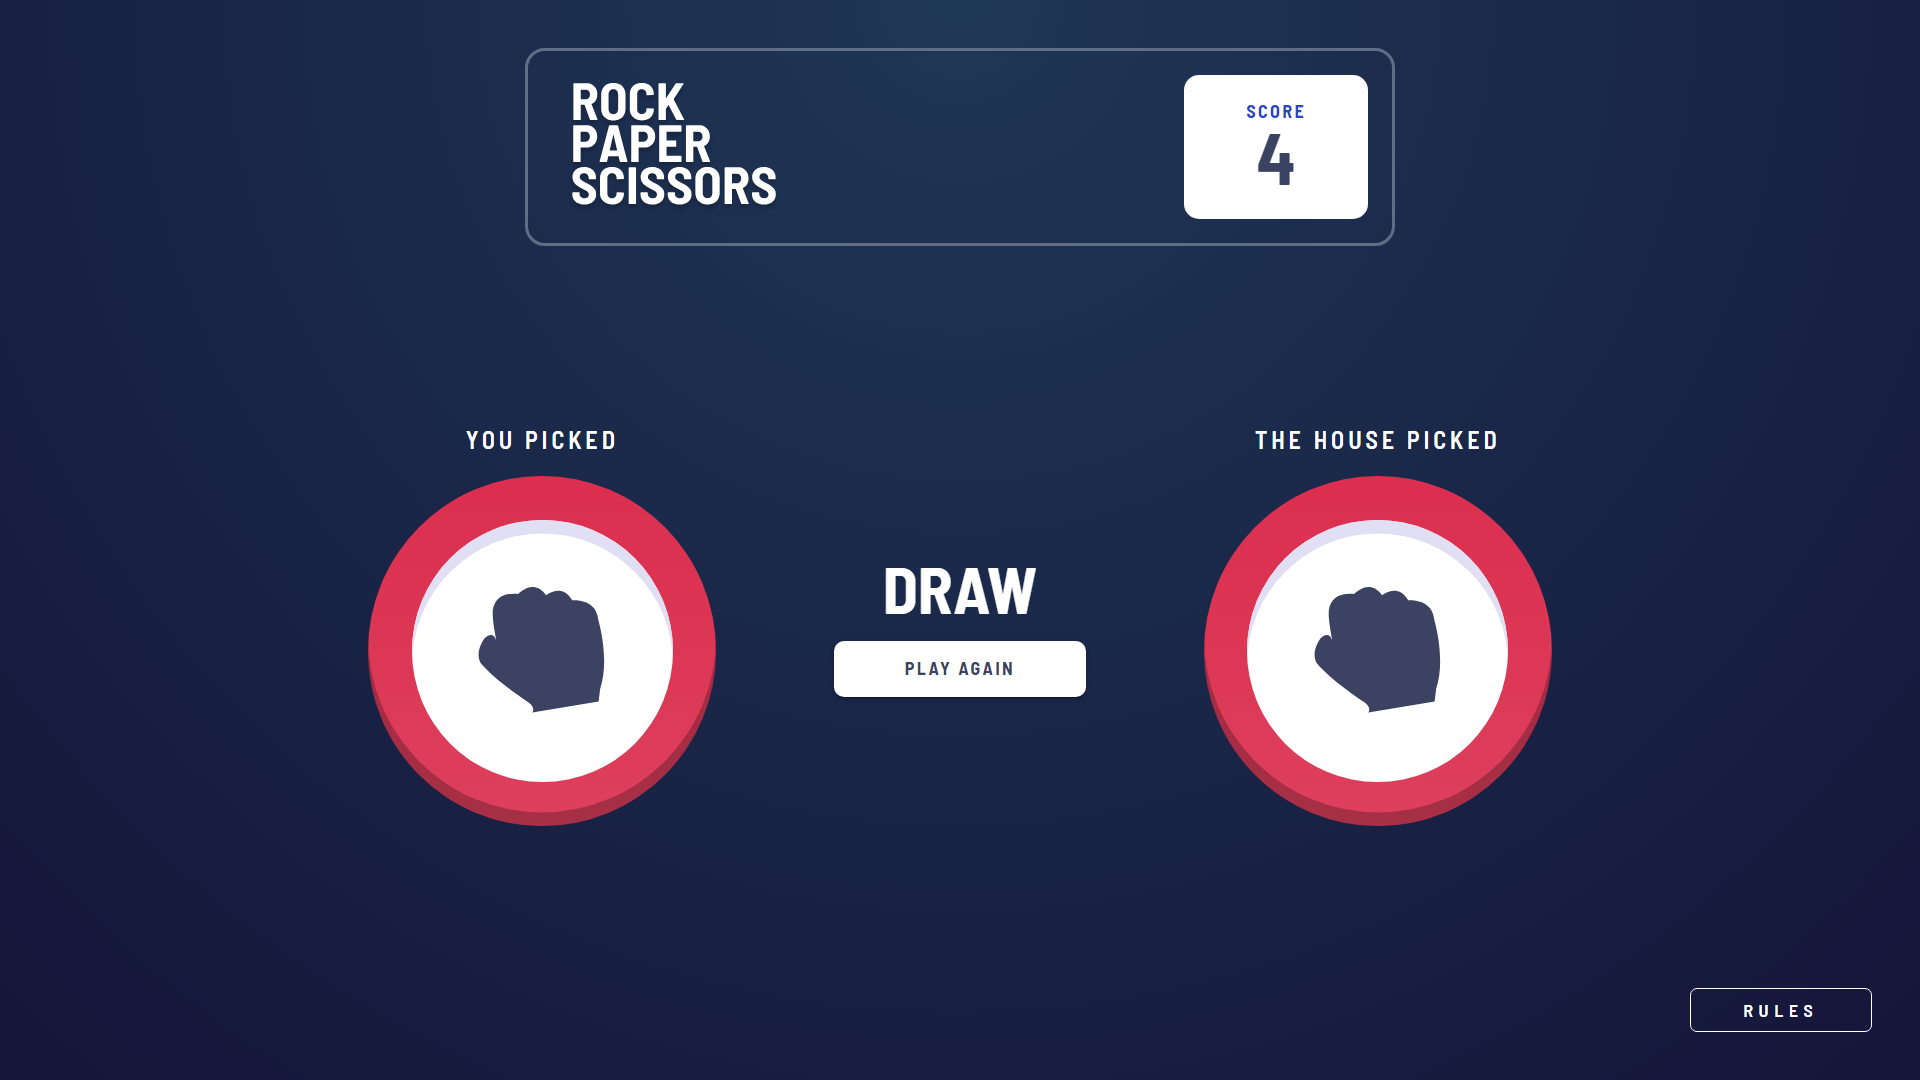 ROCK
PAPER
SCISSORS
SCORE
4
YOU PICKED
THE HOUSE PICKED
DRAW
PLAY AGAIN
RULES